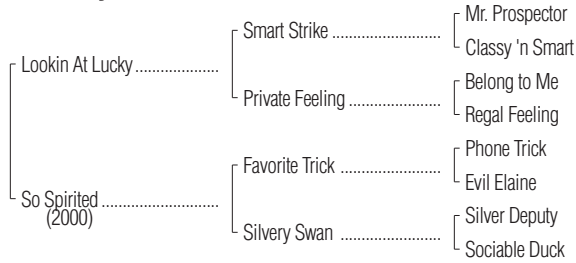 Mr. Prospector
Smart Strike ........................
Classy 'n Smart
Lookin At Lucky ...................
Belong to Me
Private Feeling .....................
Regal Feeling
Phone Trick
Favorite Trick ......................
Evil Elaine
So Spirited ..........................
(2000)
Silver Deputy
Silvery Swan .......................
Sociable Duck